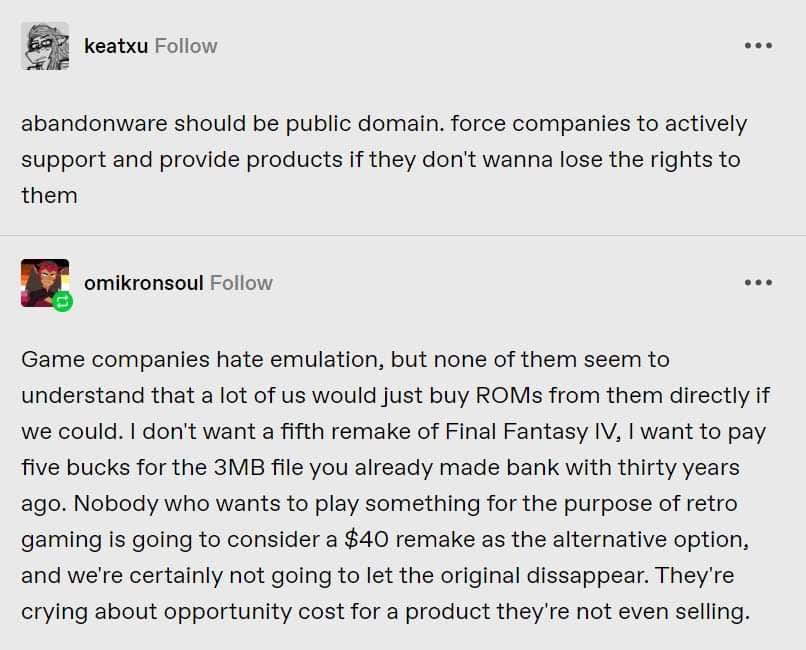 keatxu Follow
abandonware should be public domain. force companies to actively
support and provide products if they don't wanna lose the rights to
them
omikronsoul Follow
Game companies hate emulation, but none of them seem to
understand that a lot of us would just buy ROMs from them directly if
we could. I don't want a fifth remake of Final Fantasy IV, I want to pay
five bucks for the 3MB file you already made bank with thirty years
ago. Nobody who wants to play something for the purpose of retro
gaming is going to consider a $40 remake as the alternative option,
and we're certainly not going to let the original dissappear. They're
crying about opportunity cost for a product they're not even selling.